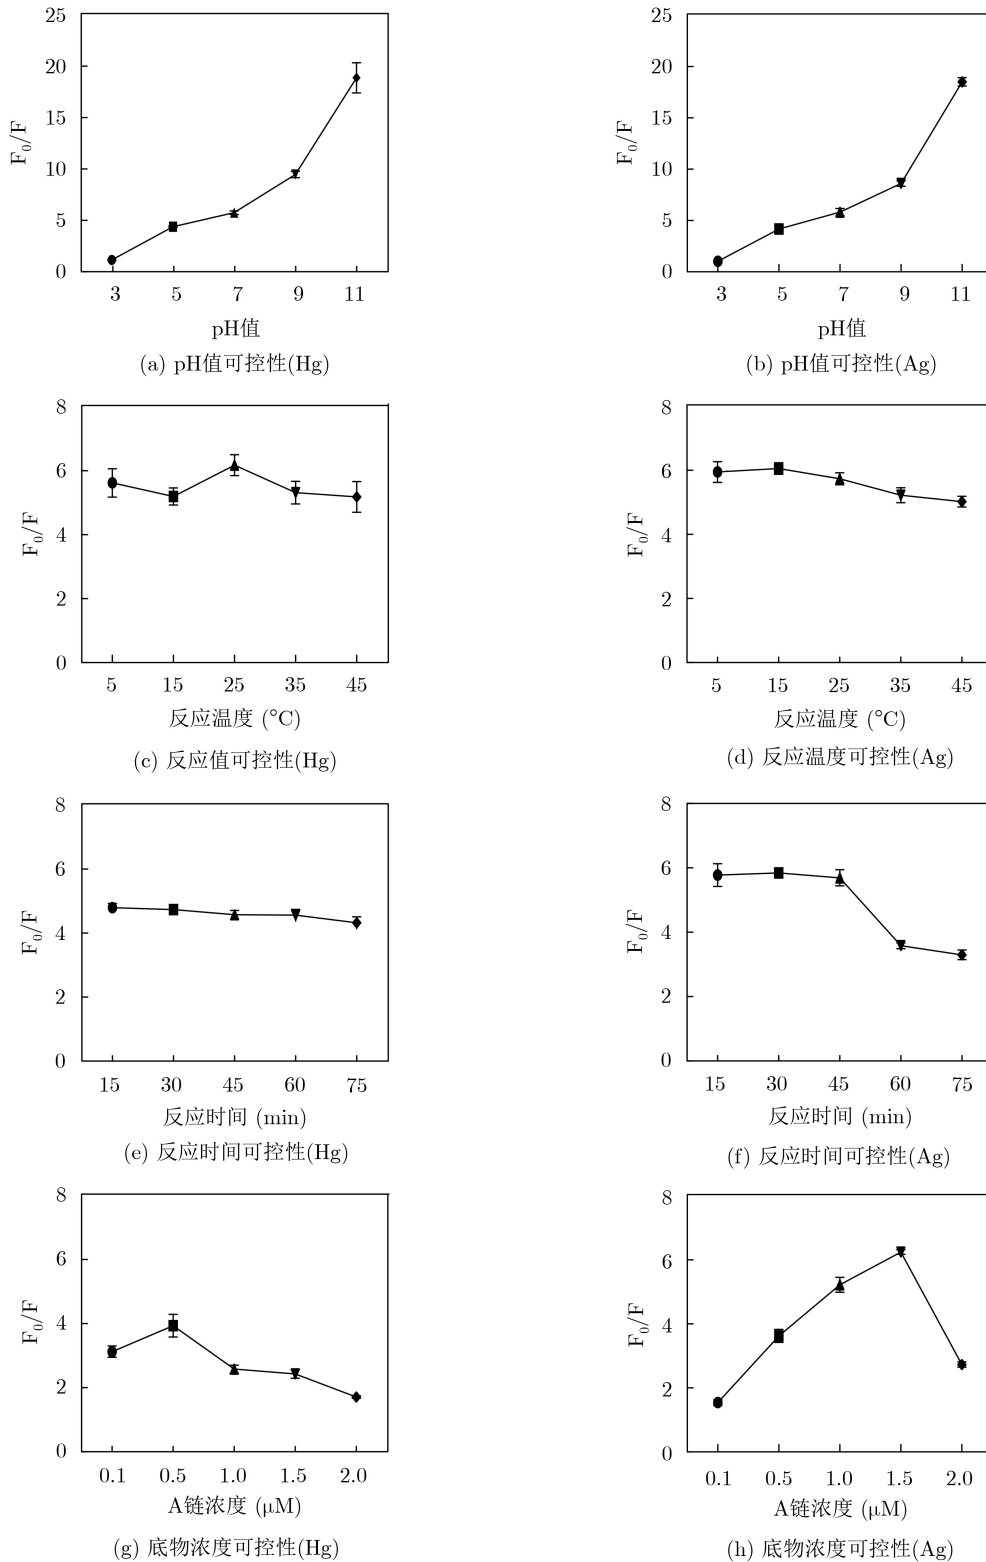 25
20
15
10
5
0
F₀/F
3 5 7 9 11
pH值
(a) pH值可控性(Hg)
25
20
15
10
5
0
F₀/F
3 5 7 9 11
pH值
(b) pH值可控性(Ag)
8
6
4
2
0
F₀/F
5 15 25 35 45
反应温度 (°C)
(c) 反应值可控性(Hg)
8
6
4
2
0
F₀/F
5 15 25 35 45
反应温度 (°C)
(d) 反应温度可控性(Ag)
8
6
4
2
0
F₀/F
15 30 45 60 75
反应时间 (min)
(e) 反应时间可控性(Hg)
8
6
4
2
0
F₀/F
15 30 45 60 75
反应时间 (min)
(f) 反应时间可控性(Ag)
8
6
4
2
0
F₀/F
0.1 0.5 1.0 1.5 2.0
A链浓度 (μM)
(g) 底物浓度可控性(Hg)
8
6
4
2
0
F₀/F
0.1 0.5 1.0 1.5 2.0
A链浓度 (μM)
(h) 底物浓度可控性(Ag)